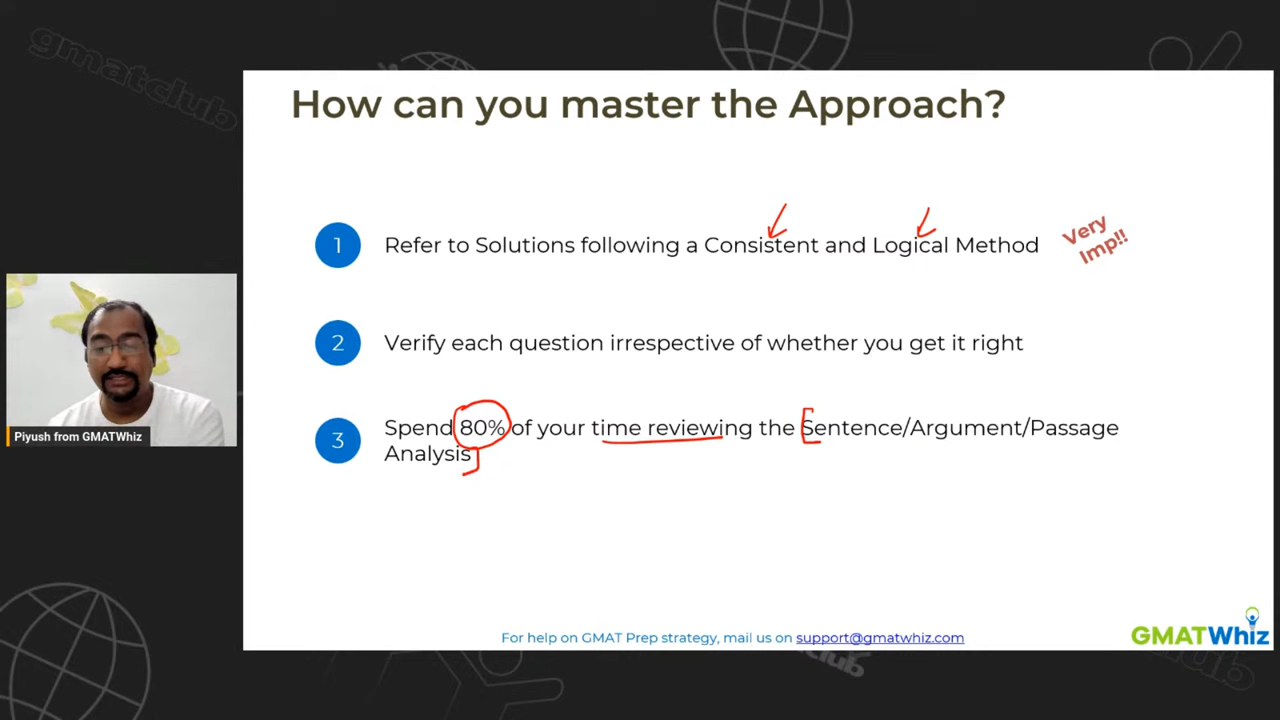 gmatclub
How can you master the Approach?
1
Refer to Solutions following a Consistent and Logical Method
Very
Imp!!
2
Verify each question irrespective of whether you get it right
3
Spend 80% of your time reviewing the Sentence/Argument/Passage
Analysis
Piyush from GMATWhiz
For help on GMAT Prep strategy, mail us on support@gmatwhiz.com
GMATWhiz
club